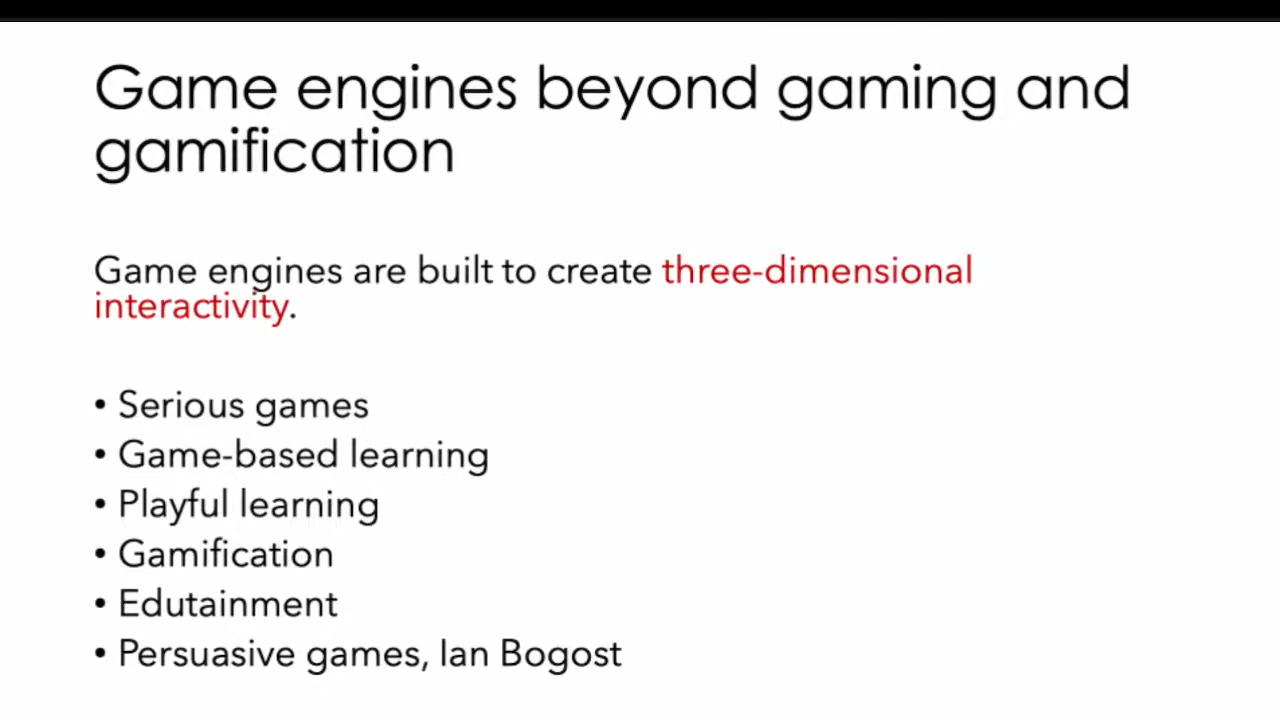 Game engines beyond gaming and
gamification
Game engines are built to create three-dimensional
interactivity.
• Serious games
• Game-based learning
• Playful learning
• Gamification
• Edutainment
• Persuasive games, Ian Bogost